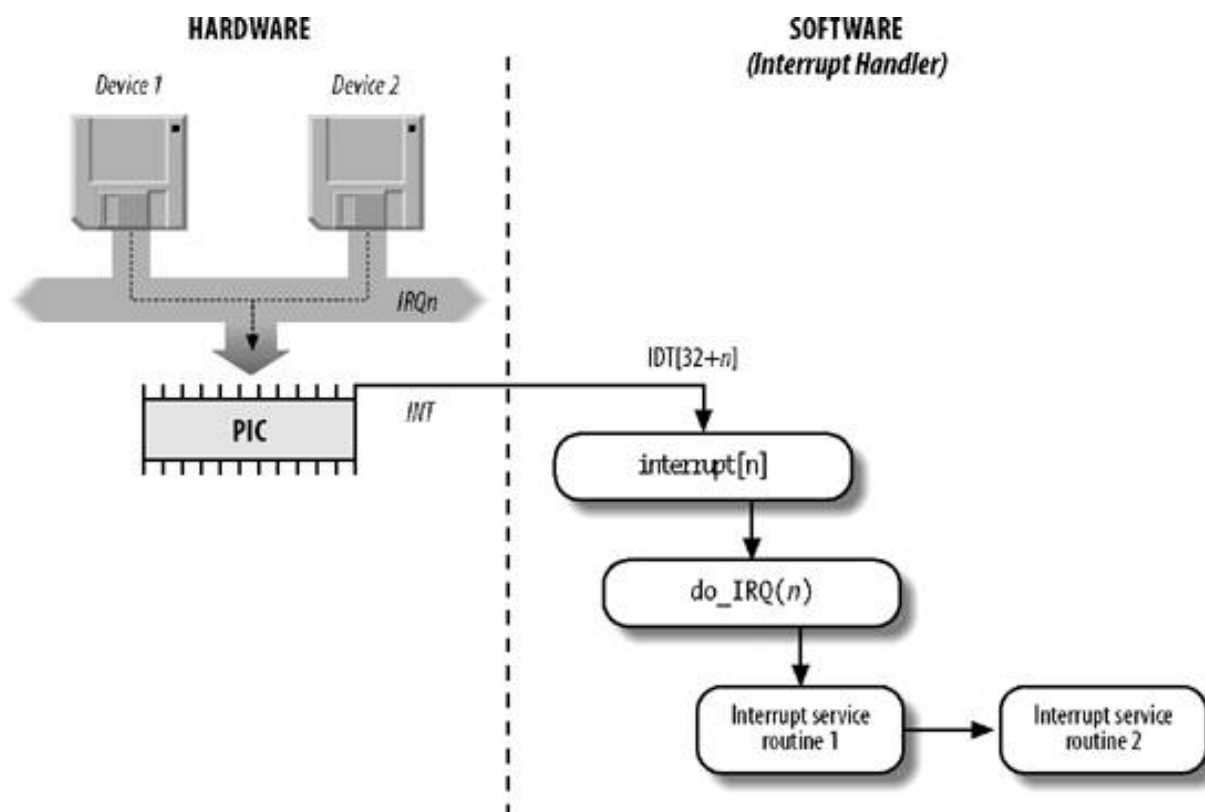 HARDWARE
SOFTWARE
(Interrupt Handler)
Device 1
Device 2
IRQn
IDT[32+n]
INT
PIC
interrupt[n]
do_IRQ(n)
Interrupt service
routine 1
Interrupt service
routine 2